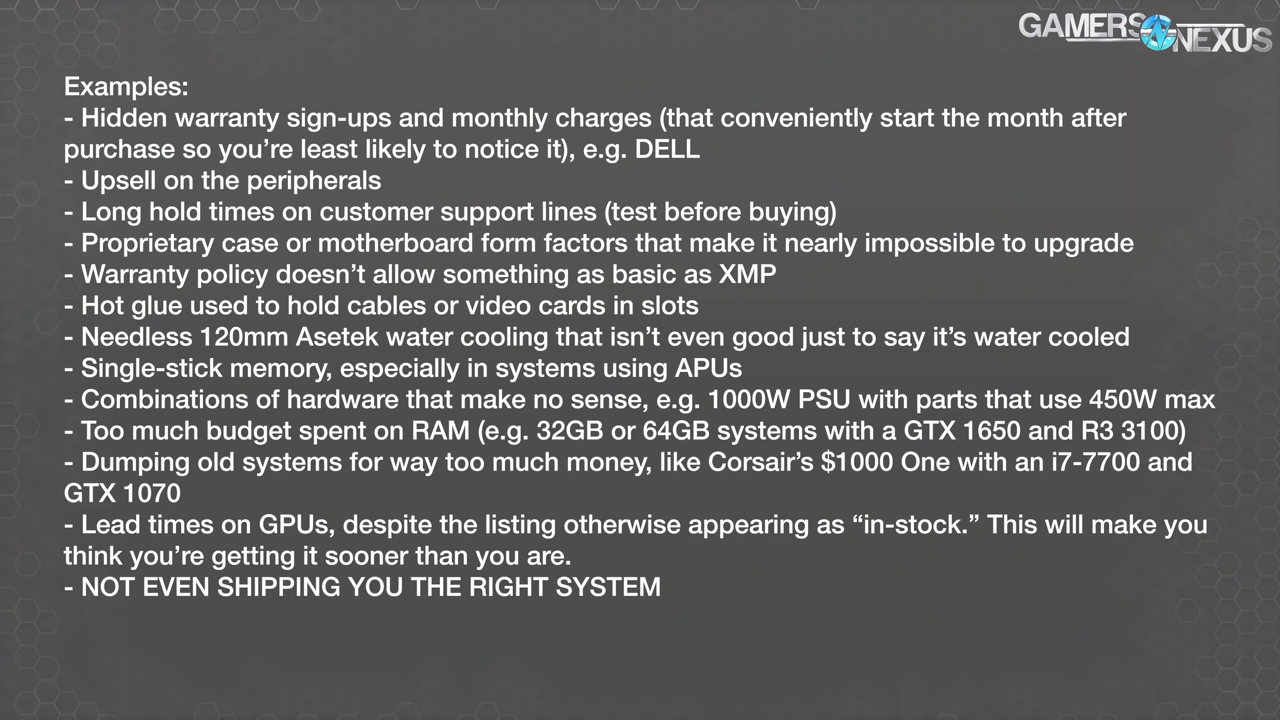 GAMERS NEXUS
Examples:
- Hidden warranty sign-ups and monthly charges (that conveniently start the month after
purchase so you’re least likely to notice it), e.g. DELL
- Upsell on the peripherals
- Long hold times on customer support lines (test before buying)
- Proprietary case or motherboard form factors that make it nearly impossible to upgrade
- Warranty policy doesn’t allow something as basic as XMP
- Hot glue used to hold cables or video cards in slots
- Needless 120mm Asetek water cooling that isn’t even good just to say it’s water cooled
- Single-stick memory, especially in systems using APUs
- Combinations of hardware that make no sense, e.g. 1000W PSU with parts that use 450W max
- Too much budget spent on RAM (e.g. 32GB or 64GB systems with a GTX 1650 and R3 3100)
- Dumping old systems for way too much money, like Corsair’s $1000 One with an i7-7700 and
GTX 1070
- Lead times on GPUs, despite the listing otherwise appearing as “in-stock.” This will make you
think you’re getting it sooner than you are.
- NOT EVEN SHIPPING YOU THE RIGHT SYSTEM